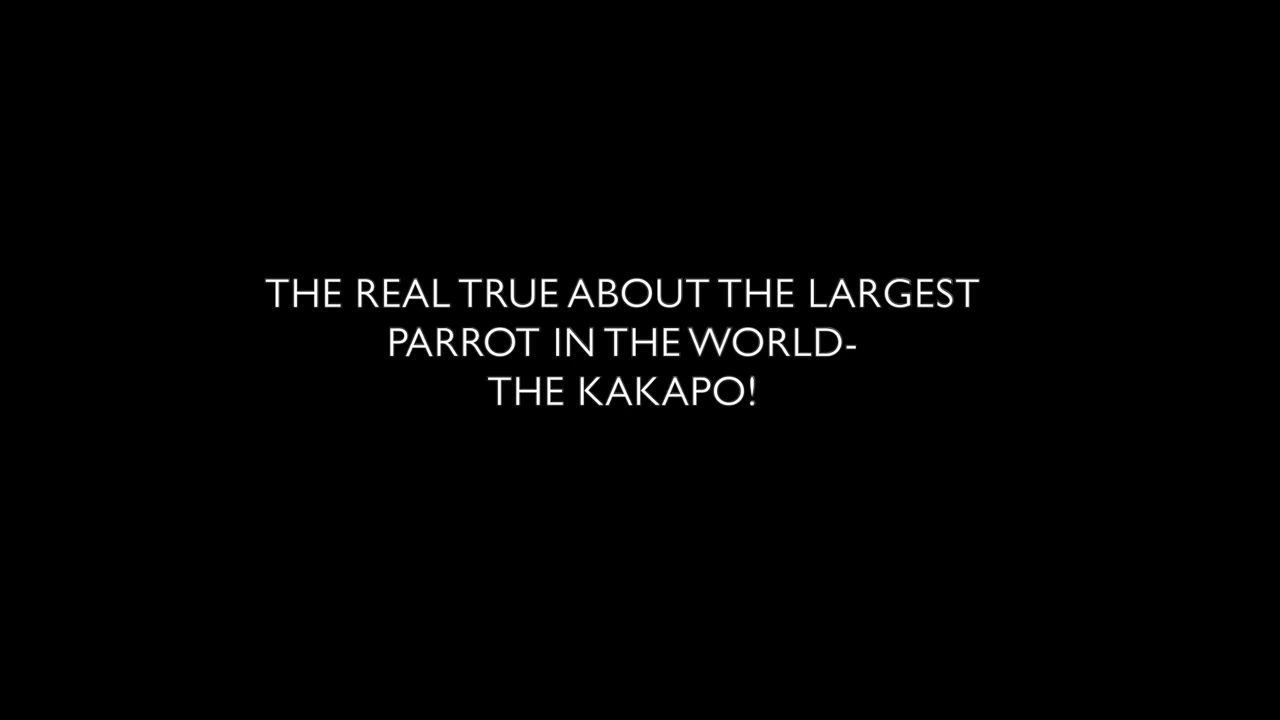 THE REAL TRUE ABOUT THE LARGEST
PARROT IN THE WORLD-
THE KAKAPO!